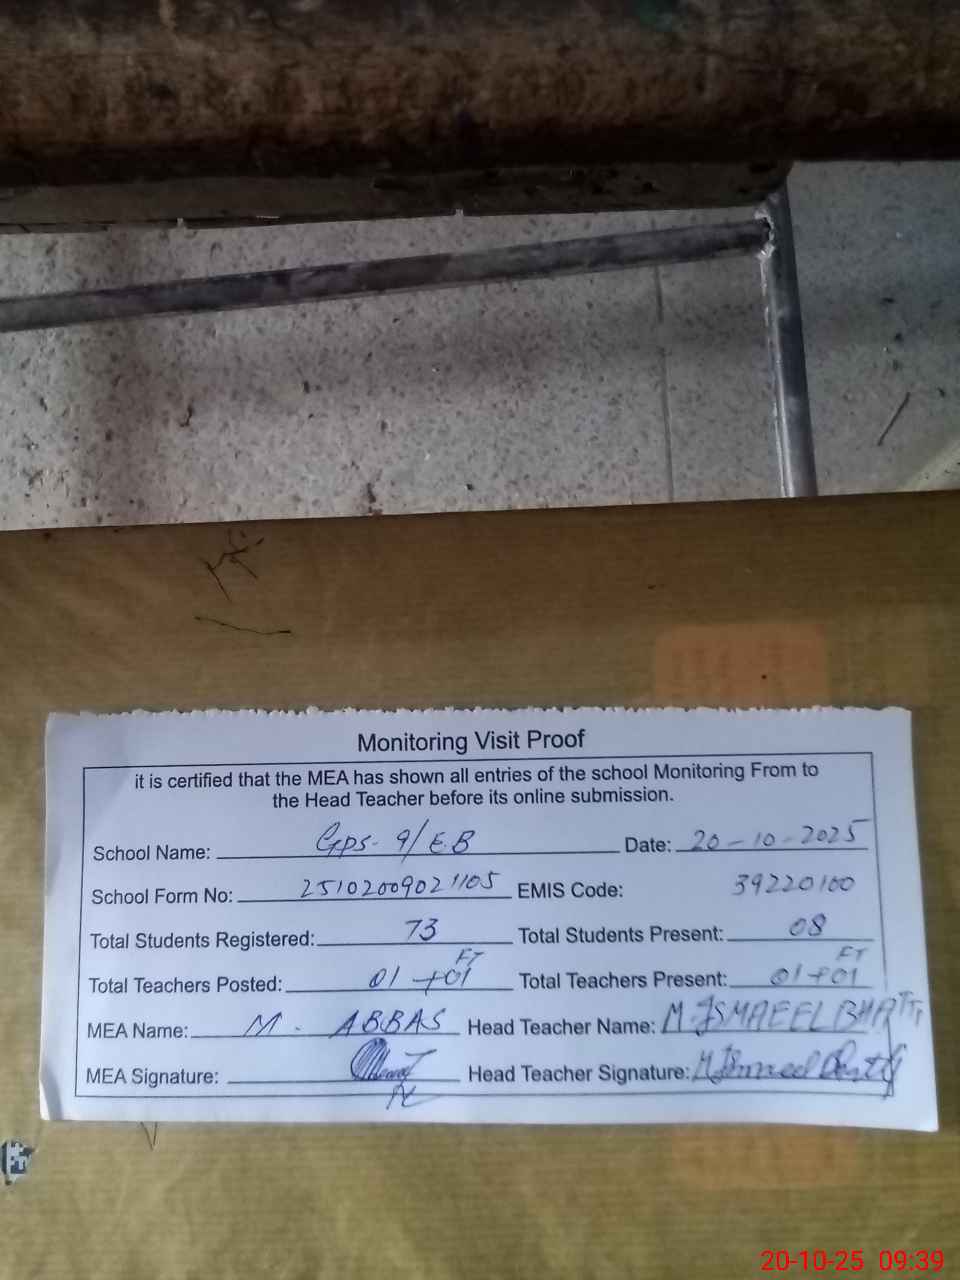 Monitoring Visit Proof
it is certified that the MEA has shown all entries of the school Monitoring From to
the Head Teacher before its online submission.
School Name: GPS- 9/E.B Date: 20-10-2025
School Form No: 25102009021105 EMIS Code: 39220100
Total Students Registered: 73 Total Students Present: 08
Total Teachers Posted: 01+01 FT Total Teachers Present: 01+01 FT
MEA Name: M. ABBAS Head Teacher Name: M.ISMAEEL BHATTI
MEA Signature: Head Teacher Signature: M Ismaeel
20-10-25 09:39